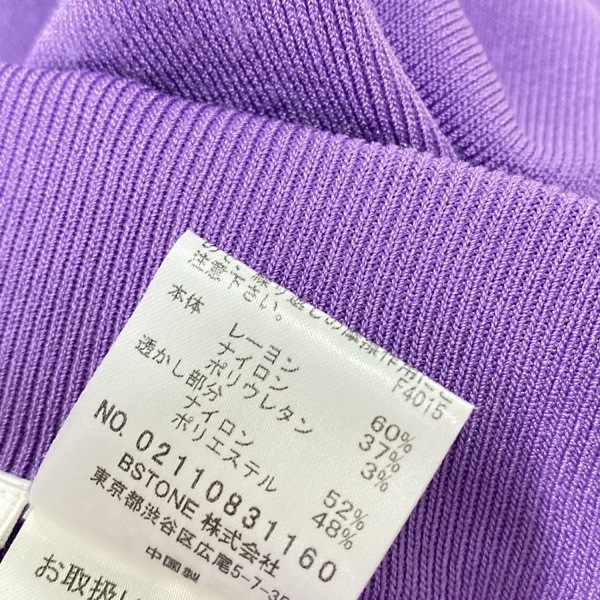 注意下さい。
F4015
本体
レーヨン 60%
ナイロン 37%
ポリウレタン 3%
透かし部分
ナイロン 52%
ポリエステル 48%
NO. 02110831160
BSTONE 株式会社
東京都渋谷区広尾5-7-35
中国製
お取扱い